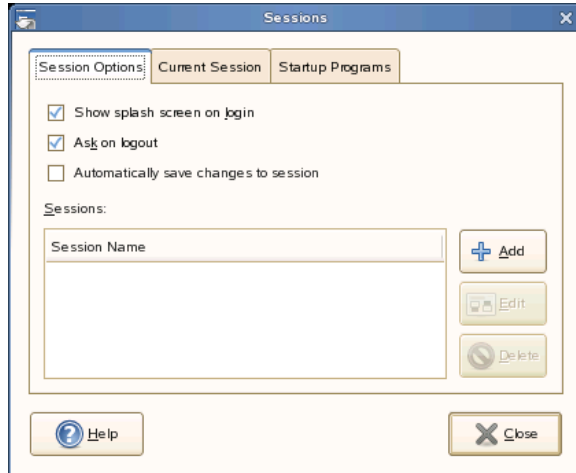 Sessions
Session Options
Current Session
Startup Programs
Show splash screen on login
Ask on logout
Automatically save changes to session
Sessions:
Session Name
Add
Edit
Delete
Help
Close